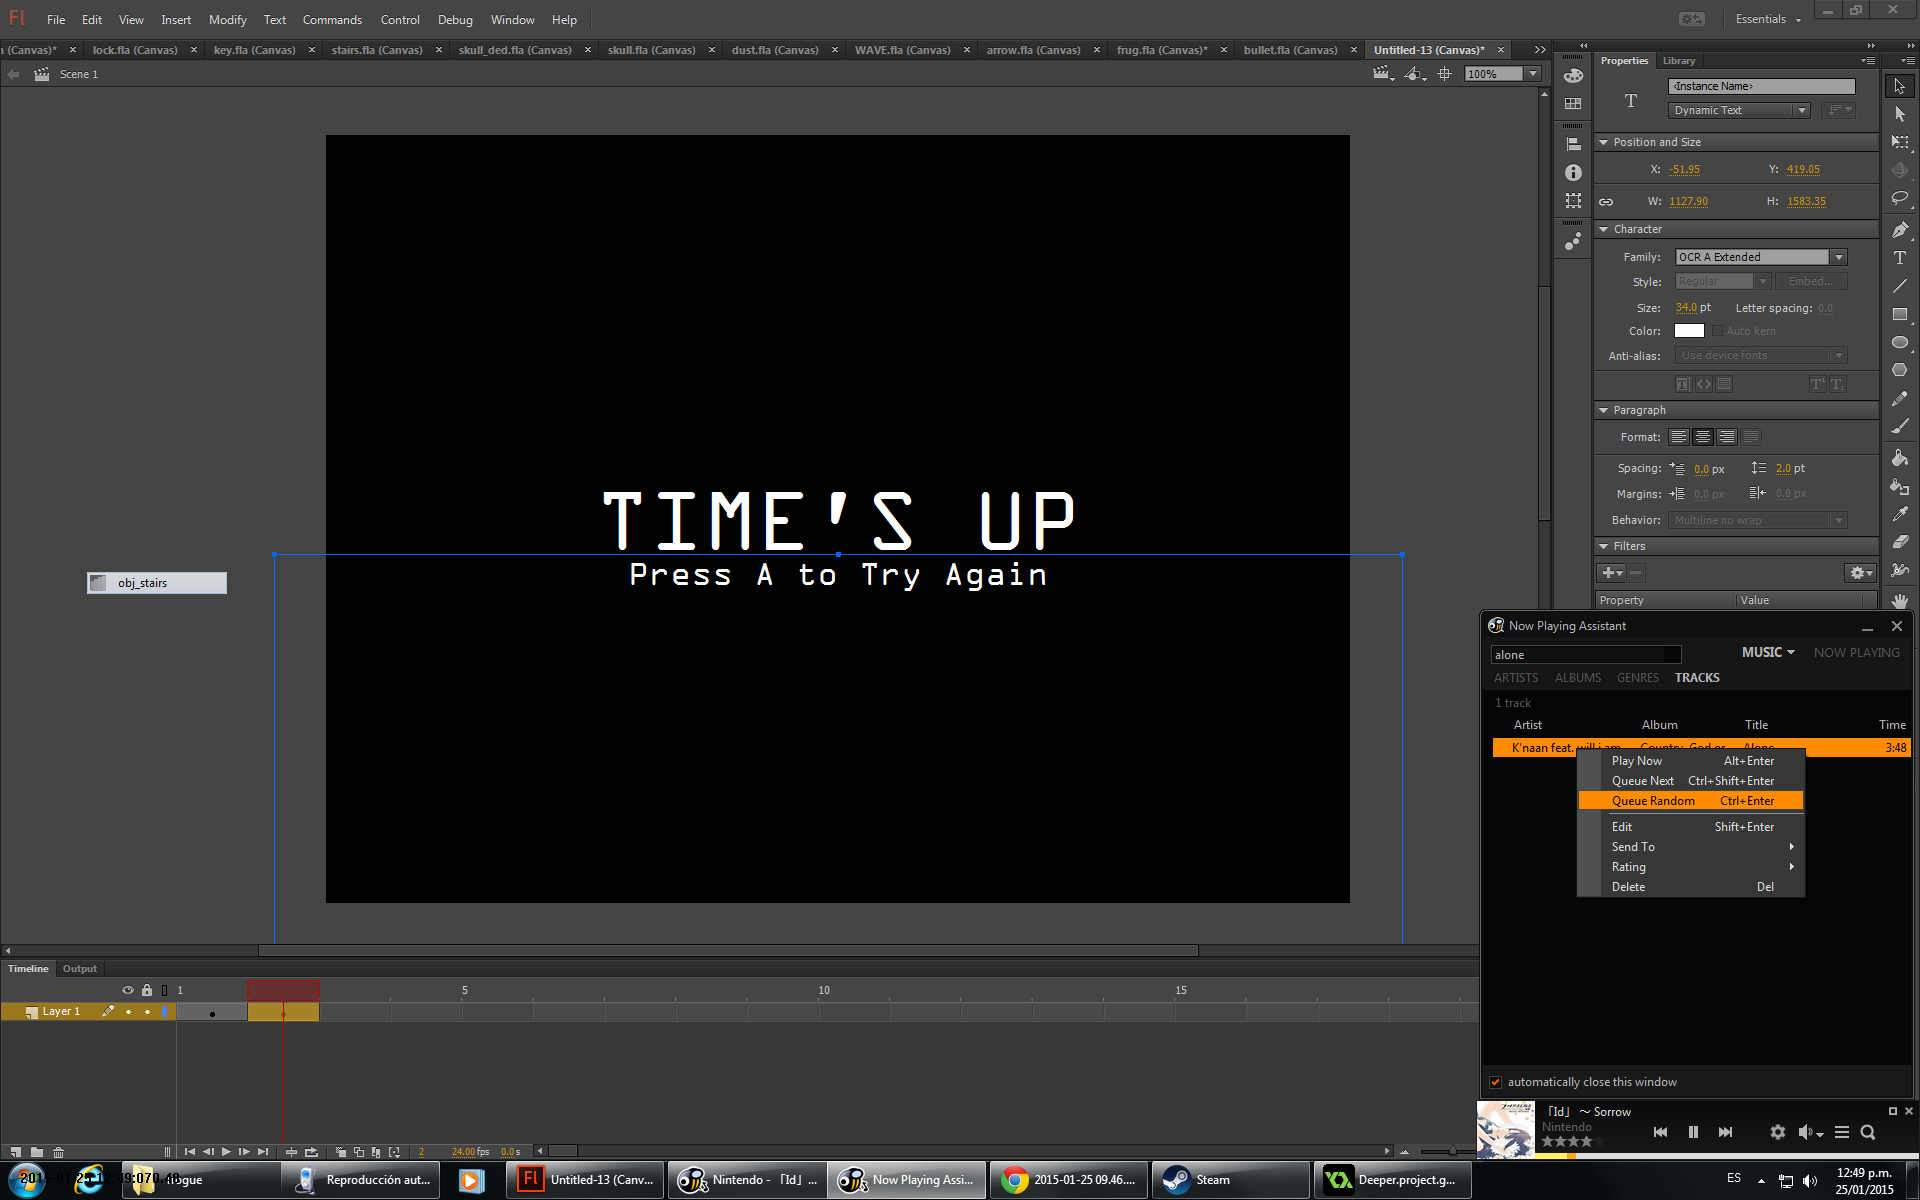 Fl File Edit View Insert Modify Text Commands Control Debug Window Help Essentials
a (Canvas)* lock.fla (Canvas) key.fla (Canvas) stairs.fla (Canvas) skull_ded.fla (Canvas) skull.fla (Canvas) dust.fla (Canvas) WAVE.fla (Canvas) arrow.fla (Canvas) frug.fla (Canvas)* bullet.fla (Canvas) Untitled-13 (Canvas)*
Scene 1 100%
TIME'S UP
Press A to Try Again
obj_stairs
Properties Library
<Instance Name>
Dynamic Text
Position and Size
X: -51.95 Y: 419.05
W: 1127.90 H: 1583.35
Character
Family: OCR A Extended
Style: Regular Embed...
Size: 34.0 pt Letter spacing: 0.0
Color: Auto kern
Anti-alias: Use device fonts
Paragraph
Format:
Spacing: 0.0 px 2.0 pt
Margins: 0.0 px 0.0 px
Behavior: Multiline no wrap
Filters
Property Value
Now Playing Assistant
alone MUSIC NOW PLAYING
ARTISTS ALBUMS GENRES TRACKS
1 track
Artist Album Title Time
K'naan feat. will.i.am Country, God or Alone 3:48
Play Now Alt+Enter
Queue Next Ctrl+Shift+Enter
Queue Random Ctrl+Enter
Edit Shift+Enter
Send To
Rating
Delete Del
automatically close this window
「Id」 ～ Sorrow
Nintendo
Timeline Output
1 5 10 15
Layer 1
2 24.00 fps 0.0 s
Reproducción aut... Untitled-13 (Canv... Nintendo - 「Id」... Now Playing Assi... 2015-01-25 09.46.... Steam Deeper.project.g...
ES 12:49 p.m.
25/01/2015